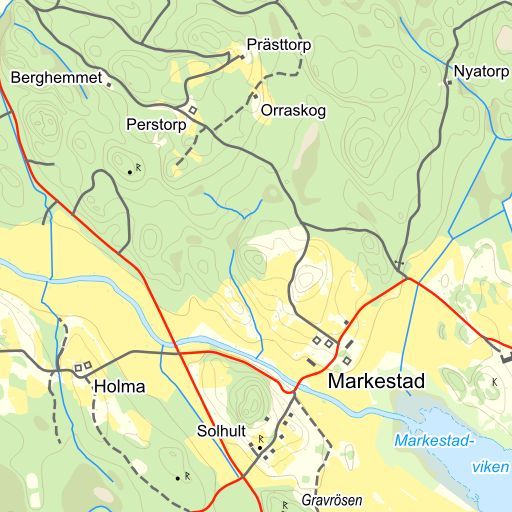 Prästtorp
Berghemmet
Nyatorp
Orraskog
Perstorp
R
Markestad
K
Holma
Solhult
R
Markestad-
viken
R
Gravrösen